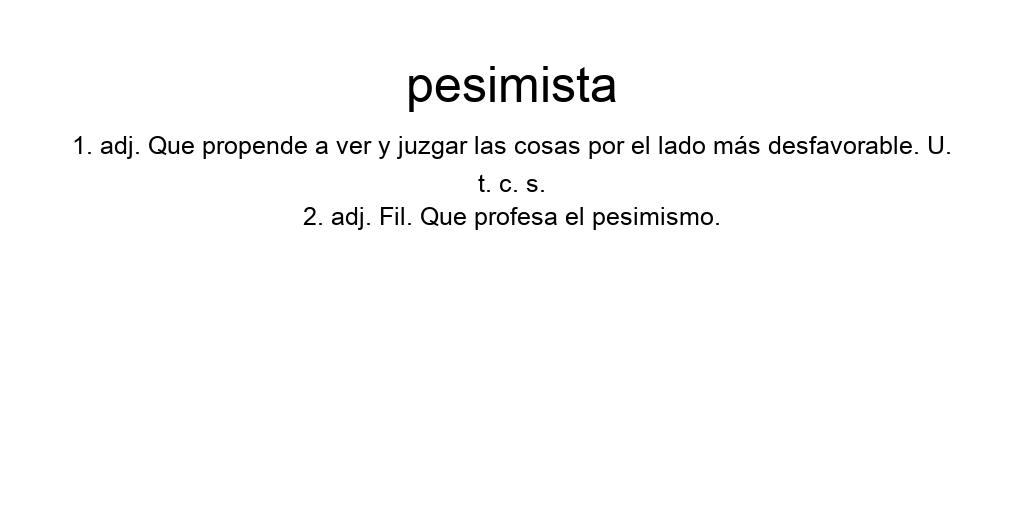 pesimista
1. adj. Que propende a ver y juzgar las cosas por el lado más desfavorable. U.
t. c. s.
2. adj. Fil. Que profesa el pesimismo.